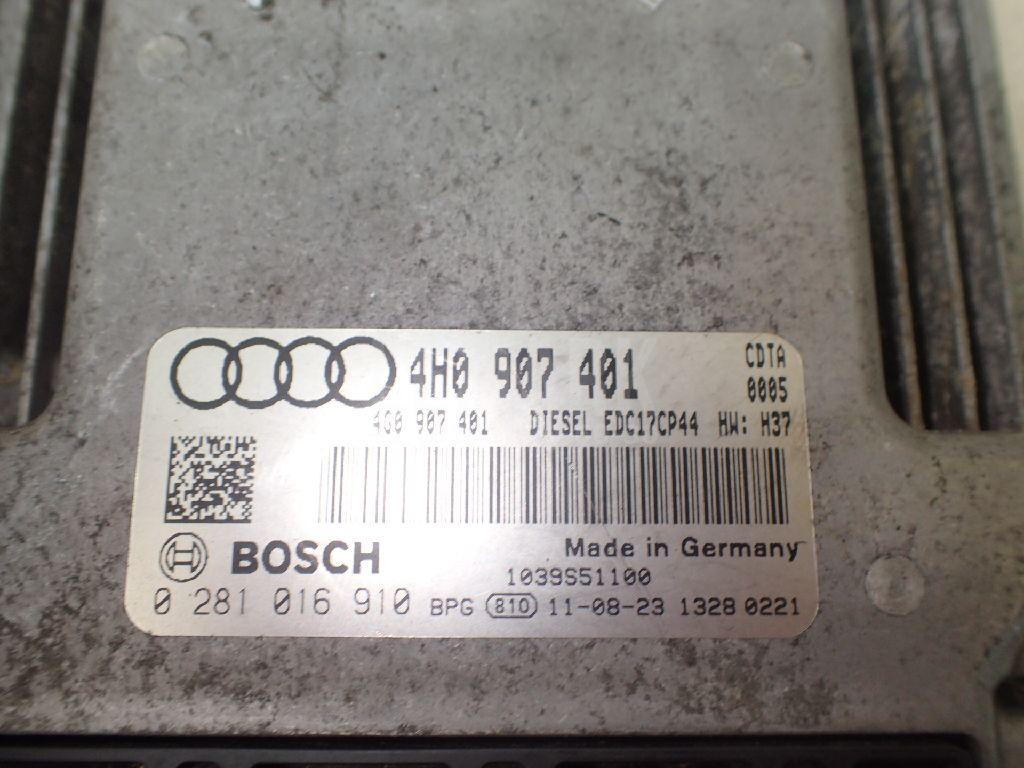 4H0 907 401 CDTA
0005
4G0 907 401 DIESEL EDC17CP44 HW: H37
BOSCH Made in Germany
1039S51100
0 281 016 910 BPG 810 11-08-23 1328 0221